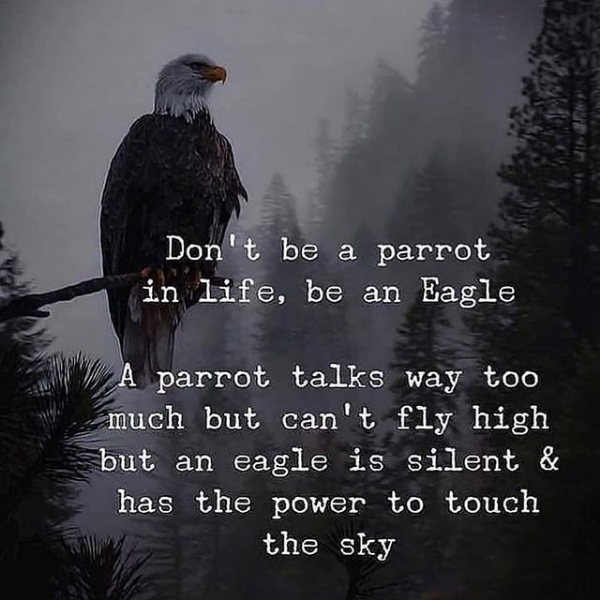 Don't be a parrot
in life, be an Eagle
A parrot talks way too
much but can't fly high
but an eagle is silent &
has the power to touch
the sky